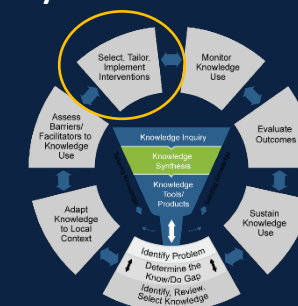 Select, Tailor,
Implement
Interventions
Monitor
Knowledge
Use
Assess
Barriers/
Facilitators to
Knowledge
Use
Knowledge Inquiry
Evaluate
Outcomes
Knowledge
Synthesis
Knowledge
Tools/
Products
Adapt
Knowledge
to Local
Context
Sustain
Knowledge
Use
Identify Problem
Determine the
Know/Do Gap
Identify, Review,
Select Knowledge